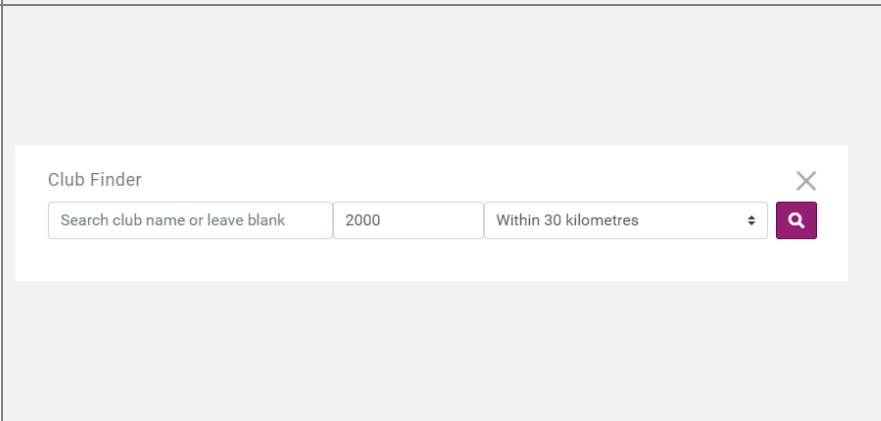 Club Finder
Search club name or leave blank 2000 Within 30 kilometres